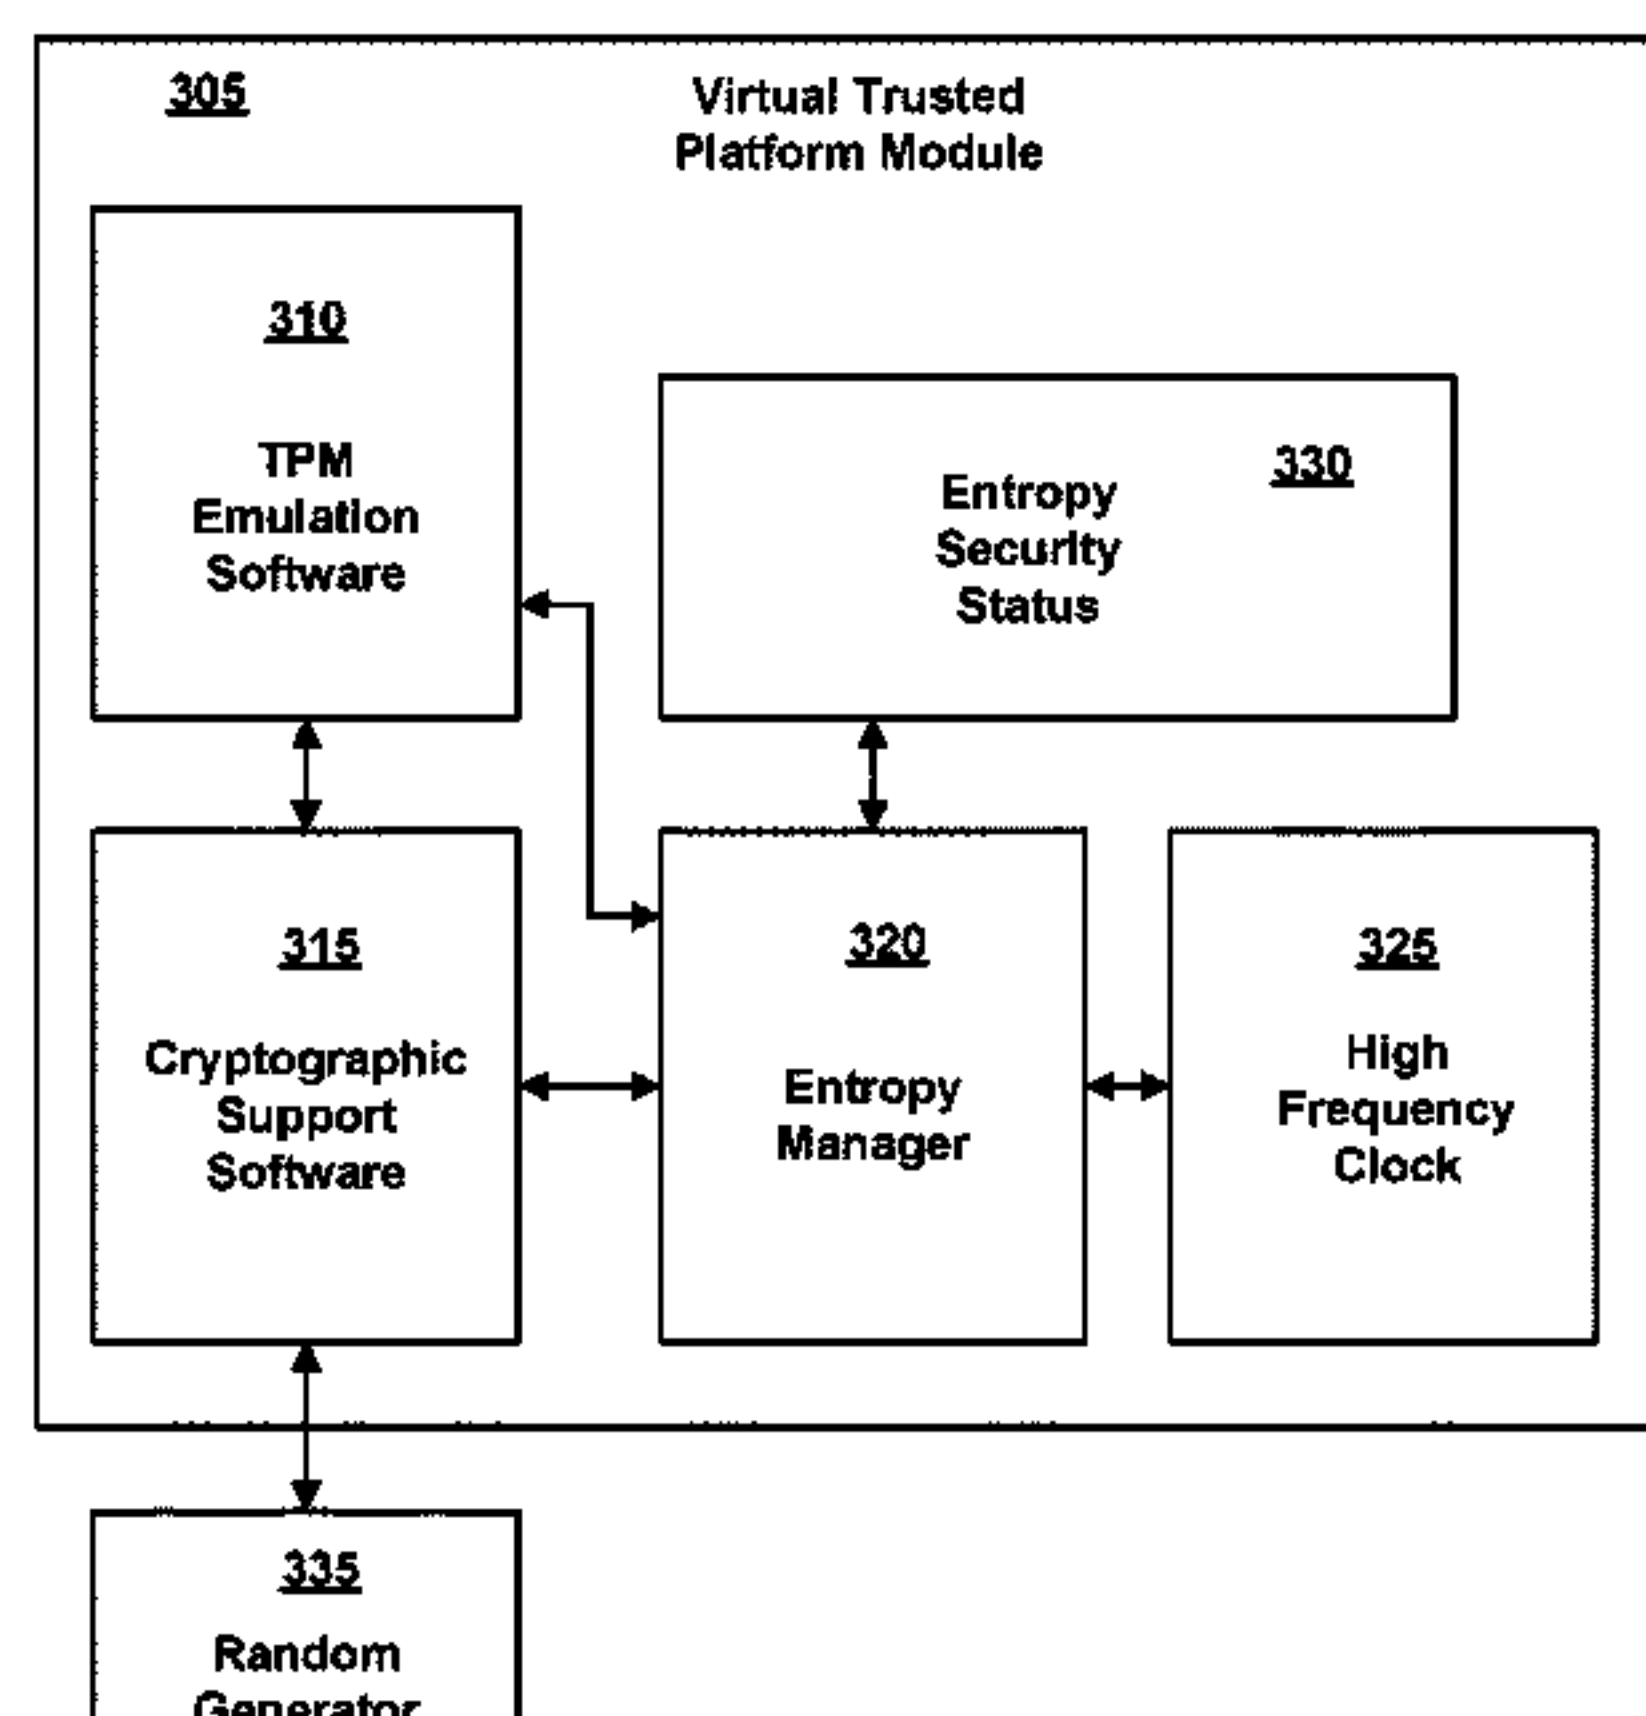 305
Virtual Trusted
Platform Module
310
TPM
Emulation
Software
330
Entropy
Security
Status
315
Cryptographic
Support
Software
320
Entropy
Manager
325
High
Frequency
Clock
335
Random
Generator